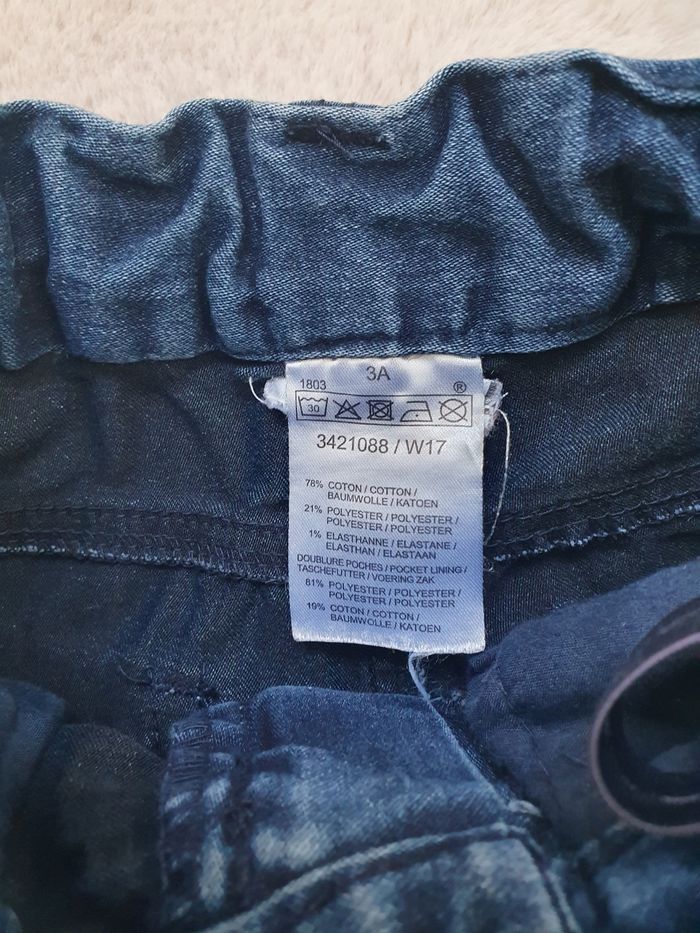 3A
1803
®
30
3421088 / W17
78% COTON / COTTON /
BAUMWOLLE / KATOEN
21% POLYESTER / POLYESTER /
POLYESTER / POLYESTER
1% ELASTHANNE / ELASTANE /
ELASTHAN / ELASTAAN
DOUBLURE POCHES / POCKET LINING /
TASCHEFUTTER / VOERING ZAK
81% POLYESTER / POLYESTER /
POLYESTER / POLYESTER
19% COTON / COTTON /
BAUMWOLLE / KATOEN